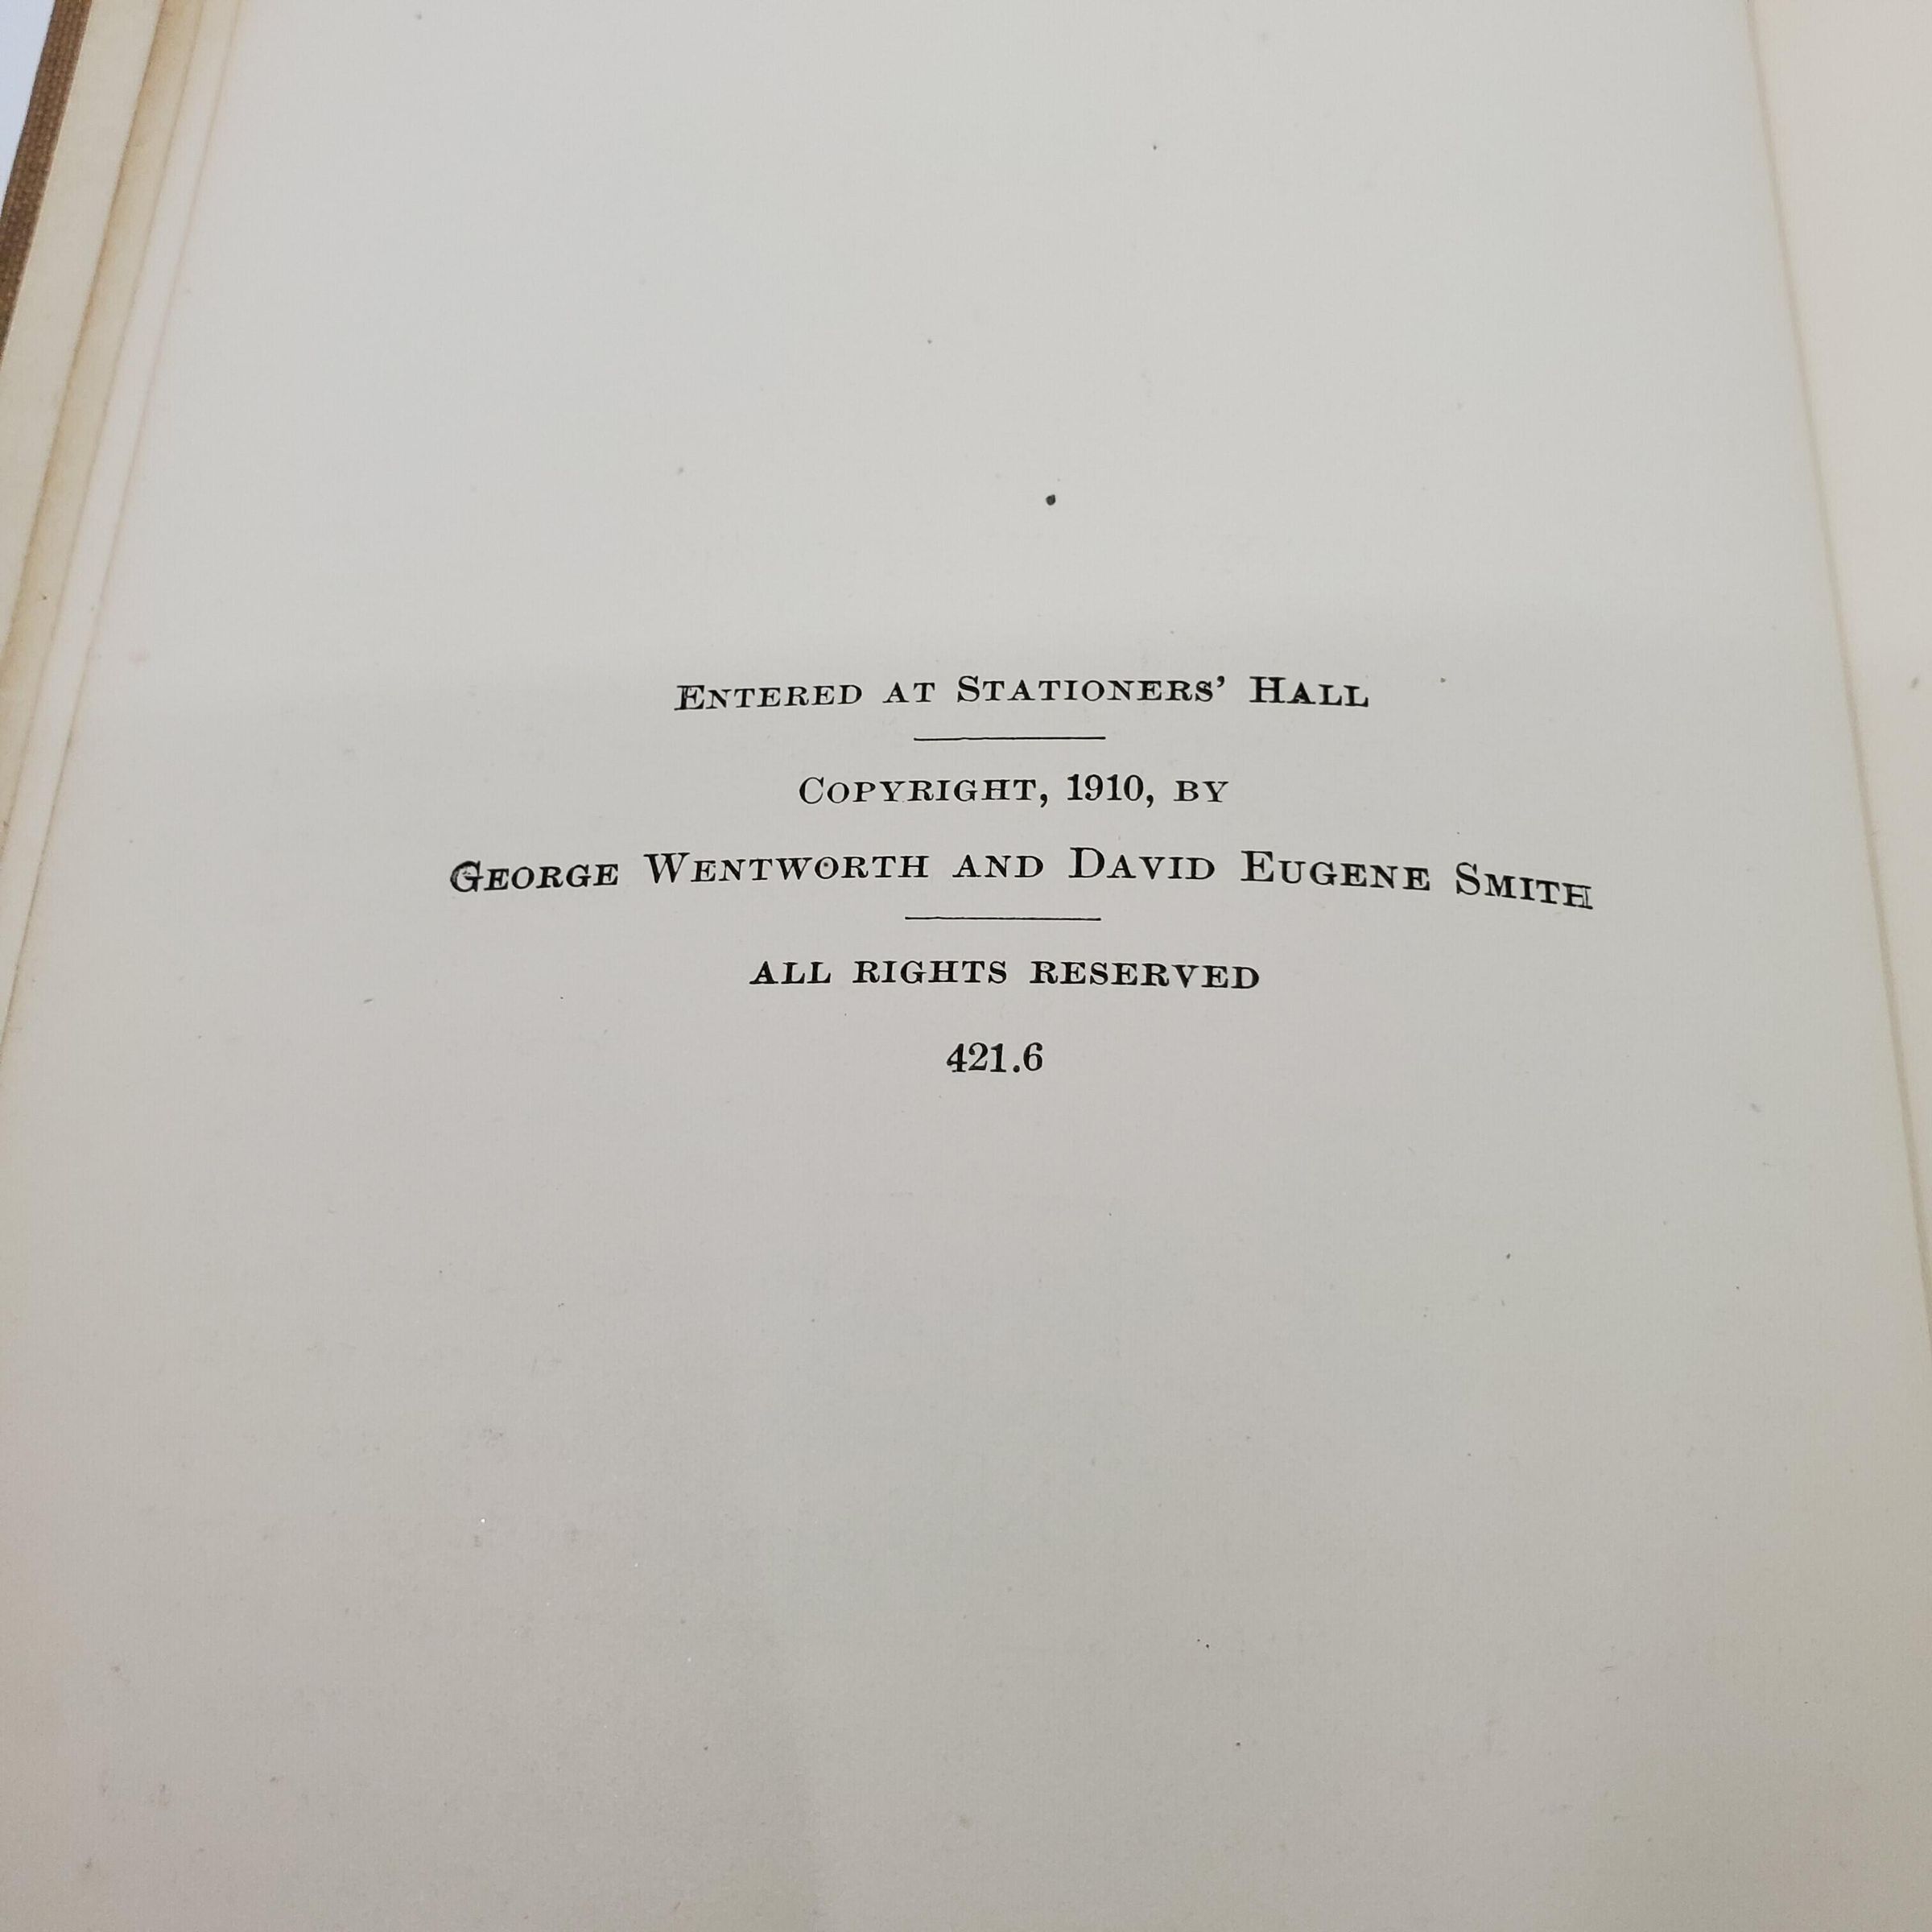 Entered at Stationers' Hall
Copyright, 1910, by
George Wentworth and David Eugene Smith
ALL RIGHTS RESERVED
421.6